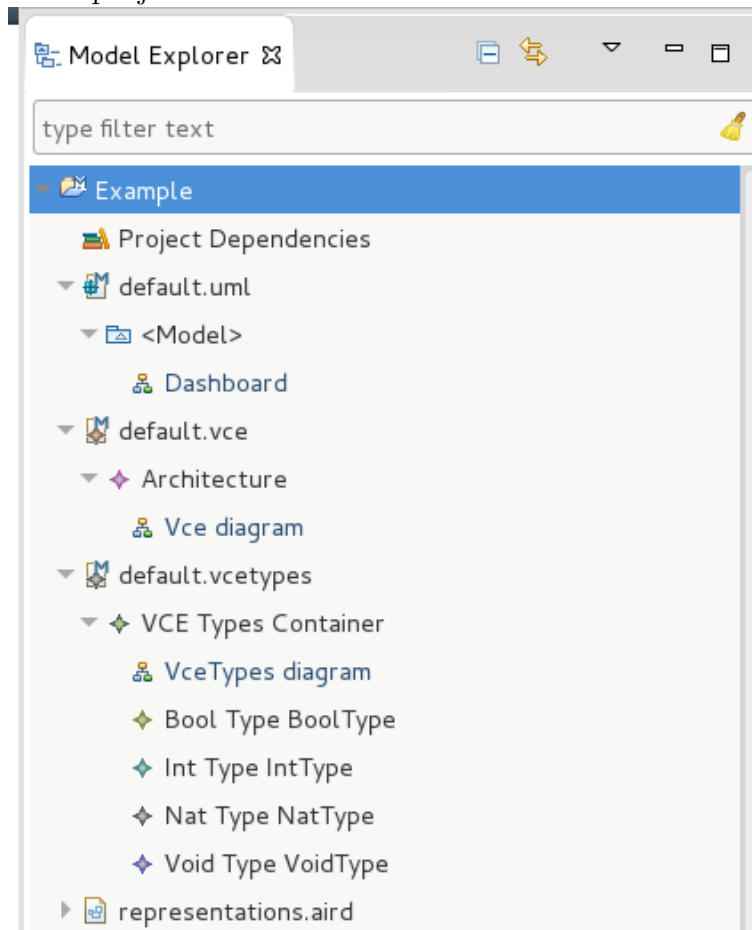 Model Explorer
type filter text
Example
Project Dependencies
default.uml
<Model>
Dashboard
default.vce
Architecture
Vce diagram
default.vcetypes
VCE Types Container
VceTypes diagram
Bool Type BoolType
Int Type IntType
Nat Type NatType
Void Type VoidType
representations.aird